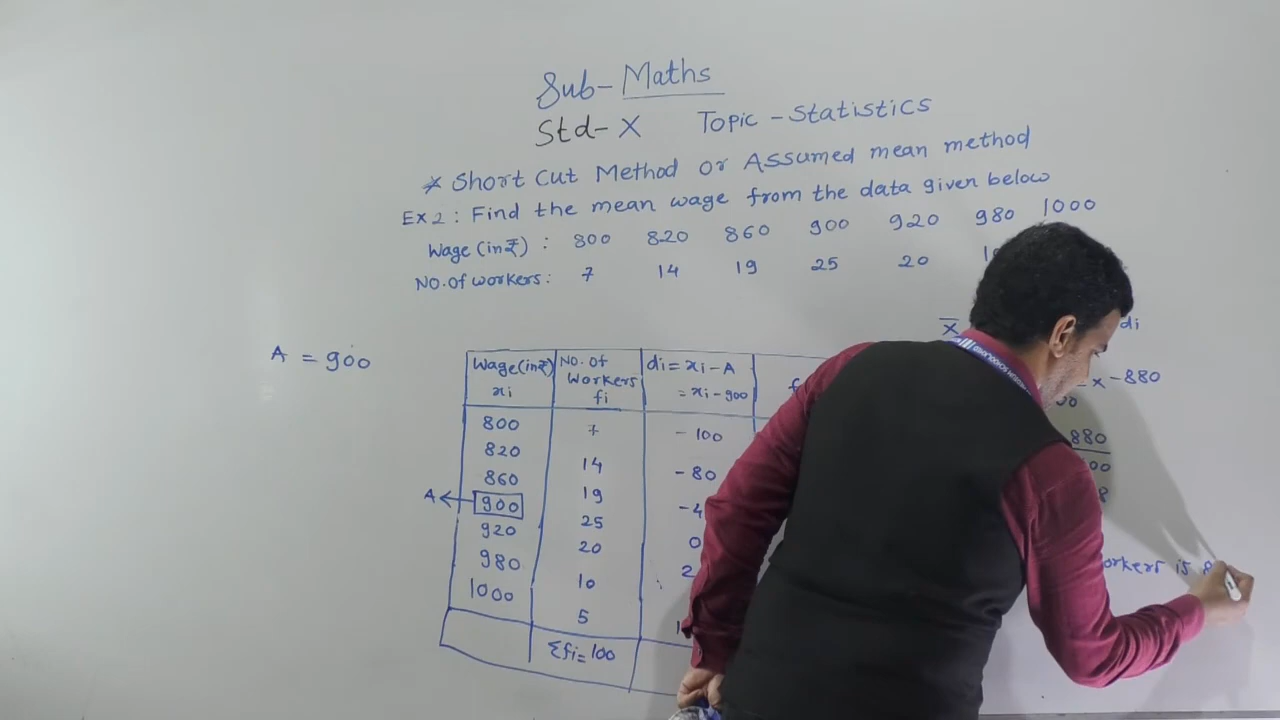 Sub- Maths
Std- X Topic - Statistics
* Short Cut Method or Assumed mean method
Ex 2 : Find the mean wage from the data given below
Wage (in ₹) : 800 820 860 900 920 980 1000
No. of workers : 7 14 19 25 20
A = 900
Wage (in ₹) xi
No. of Workers fi
di = xi - A = xi - 900
800 7 - 100
820 14 - 80
860 19
A ← 900 25 0
920 20
980 10
1000 5
Σfi = 100
x̄ di
x -880
880
is